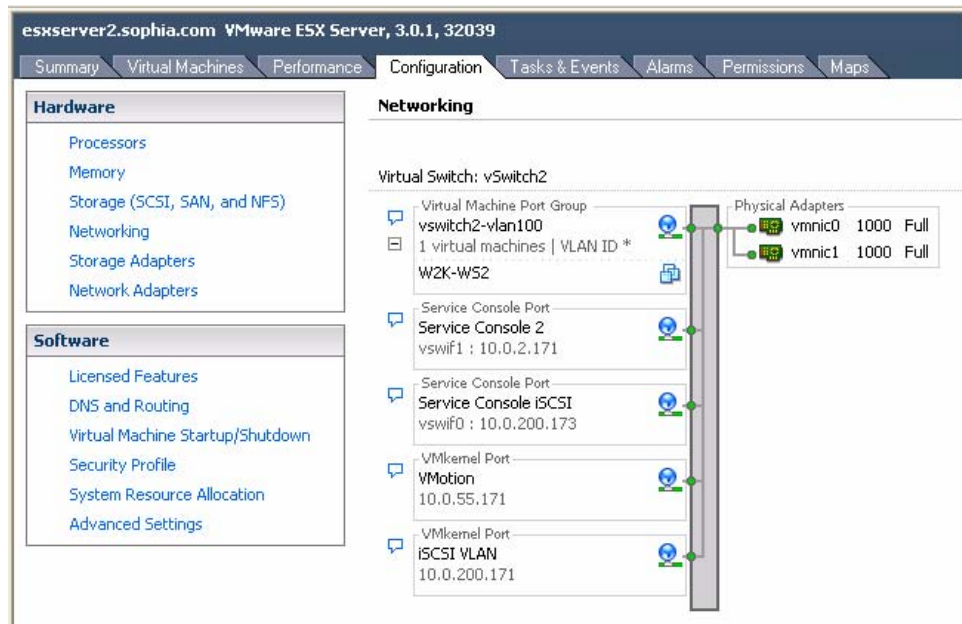 esxserver2.sophia.com VMware ESX Server, 3.0.1, 32039
Summary Virtual Machines Performance Configuration Tasks & Events Alarms Permissions Maps
Hardware
Processors
Memory
Storage (SCSI, SAN, and NFS)
Networking
Storage Adapters
Network Adapters
Software
Licensed Features
DNS and Routing
Virtual Machine Startup/Shutdown
Security Profile
System Resource Allocation
Advanced Settings
Networking
Virtual Switch: vSwitch2
Virtual Machine Port Group
vswitch2-vlan100
1 virtual machines | VLAN ID *
W2K-WS2
Service Console Port
Service Console 2
vswif1 : 10.0.2.171
Service Console Port
Service Console iSCSI
vswif0 : 10.0.200.173
VMkernel Port
VMotion
10.0.55.171
VMkernel Port
iSCSI VLAN
10.0.200.171
Physical Adapters
vmnic0 1000 Full
vmnic1 1000 Full